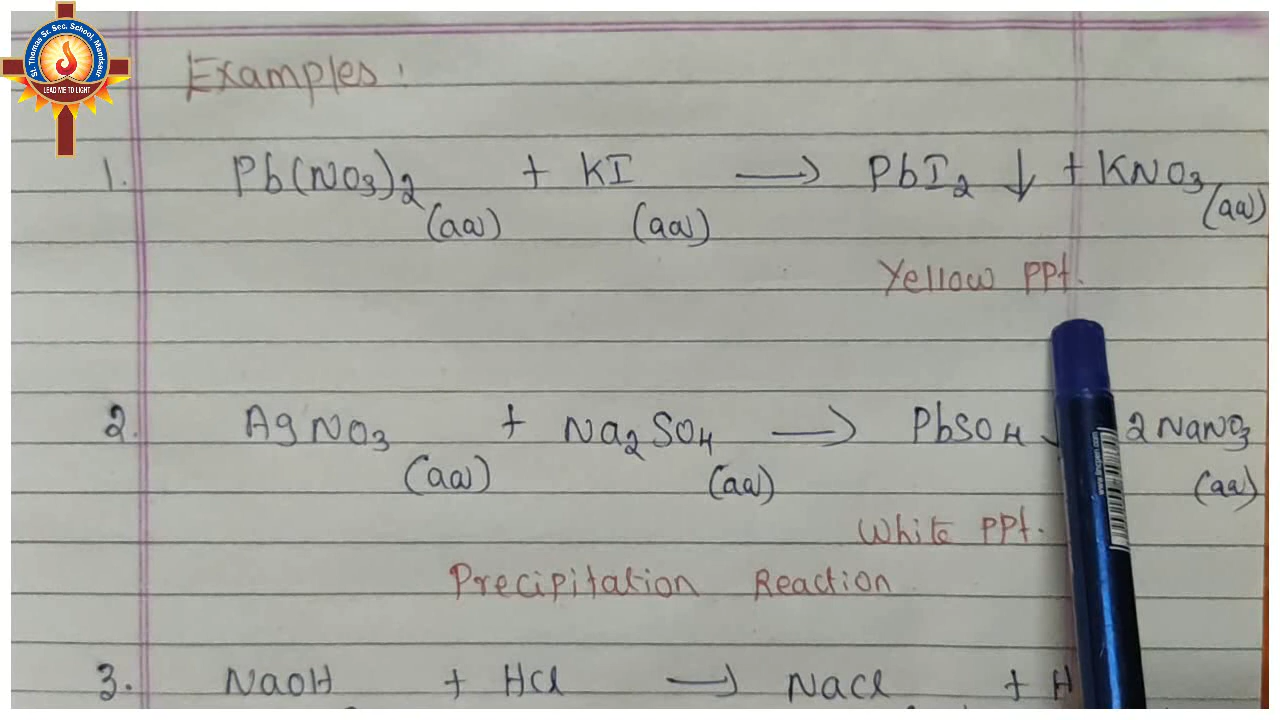 St. Thomas Sr. Sec. School, Mandsaur
LEAD ME TO LIGHT
Examples:
1. Pb(NO3)2 + KI → PbI2 ↓ + KNO3
(aq) (aq) (aq)
Yellow PPt.
2. AgNO3 + Na2SO4 → PbSO4 2NaNO3
(aq) (aq) (aq)
White PPt.
Precipitation Reaction
3. NaOH + HCl → NaCl + H